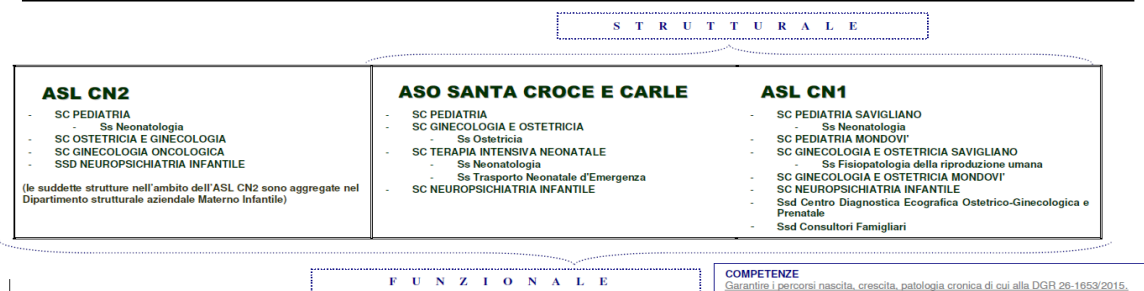 S T R U T T U R A L E
ASL CN2
- SC PEDIATRIA
- Ss Neonatologia
- SC OSTETRICIA E GINECOLOGIA
- SC GINECOLOGIA ONCOLOGICA
- SSD NEUROPSICHIATRIA INFANTILE
(le suddette strutture nell'ambito dell'ASL CN2 sono aggregate nel
Dipartimento strutturale aziendale Materno Infantile)
ASO SANTA CROCE E CARLE
- SC PEDIATRIA
- SC GINECOLOGIA E OSTETRICIA
- Ss Ostetricia
- SC TERAPIA INTENSIVA NEONATALE
- Ss Neonatologia
- Ss Trasporto Neonatale d'Emergenza
- SC NEUROPSICHIATRIA INFANTILE
ASL CN1
- SC PEDIATRIA SAVIGLIANO
- Ss Neonatologia
- SC PEDIATRIA MONDOVI'
- SC GINECOLOGIA E OSTETRICIA SAVIGLIANO
- Ss Fisiopatologia della riproduzione umana
- SC GINECOLOGIA E OSTETRICIA MONDOVI'
- SC NEUROPSICHIATRIA INFANTILE
- Ssd Centro Diagnostica Ecografica Ostetrico-Ginecologica e
Prenatale
- Ssd Consultori Famigliari
F U N Z I O N A L E
COMPETENZE
Garantire i percorsi nascita, crescita, patologia cronica di cui alla DGR 26-1653/2015.